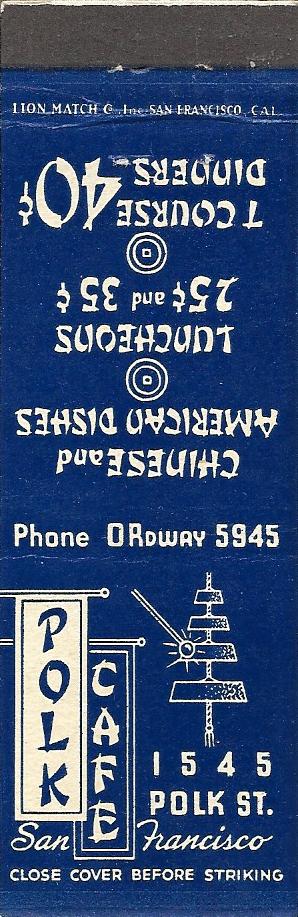 LION MATCH Co., Inc. SAN FRANCISCO, CAL.
CHINESE and
AMERICAN DISHES
LUNCHEONS
25¢ and 35¢
7 COURSE 40¢
DINNERS
Phone ORDWAY 5945
POLK
CAFE
1545
POLK ST.
San Francisco
CLOSE COVER BEFORE STRIKING